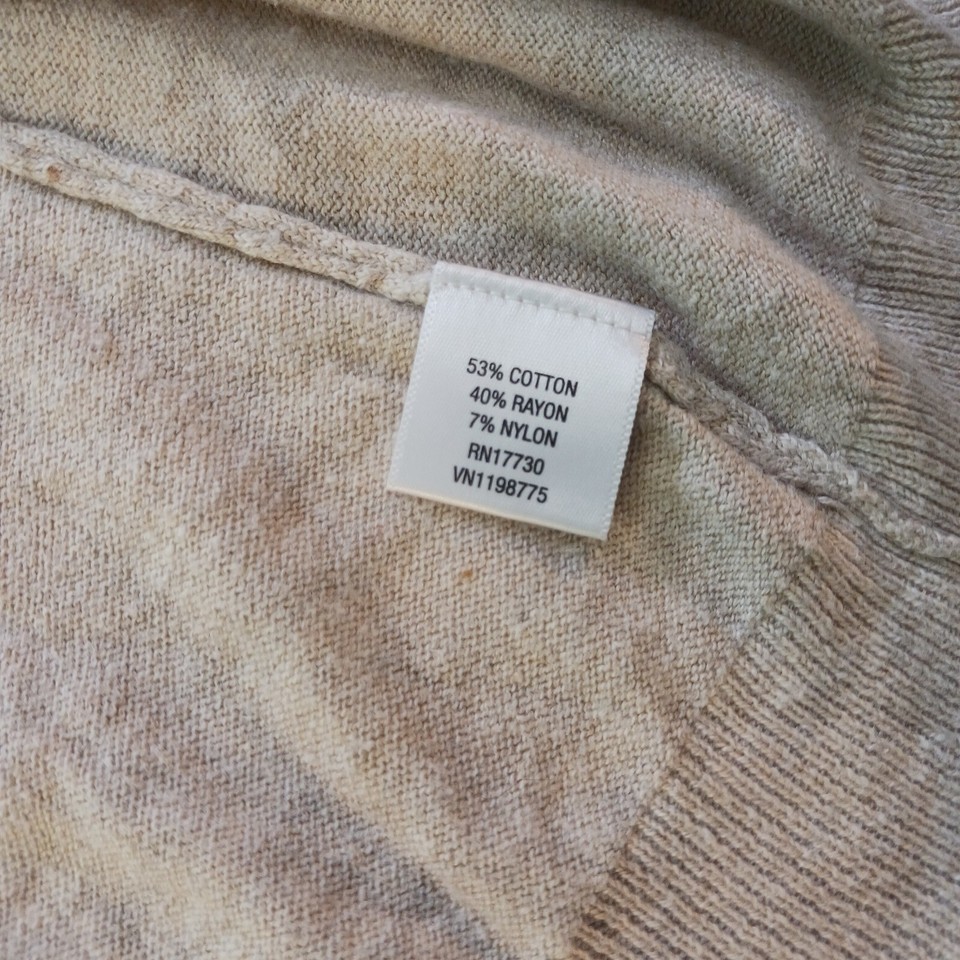 53% COTTON
40% RAYON
7% NYLON
RN17730
VN1198775